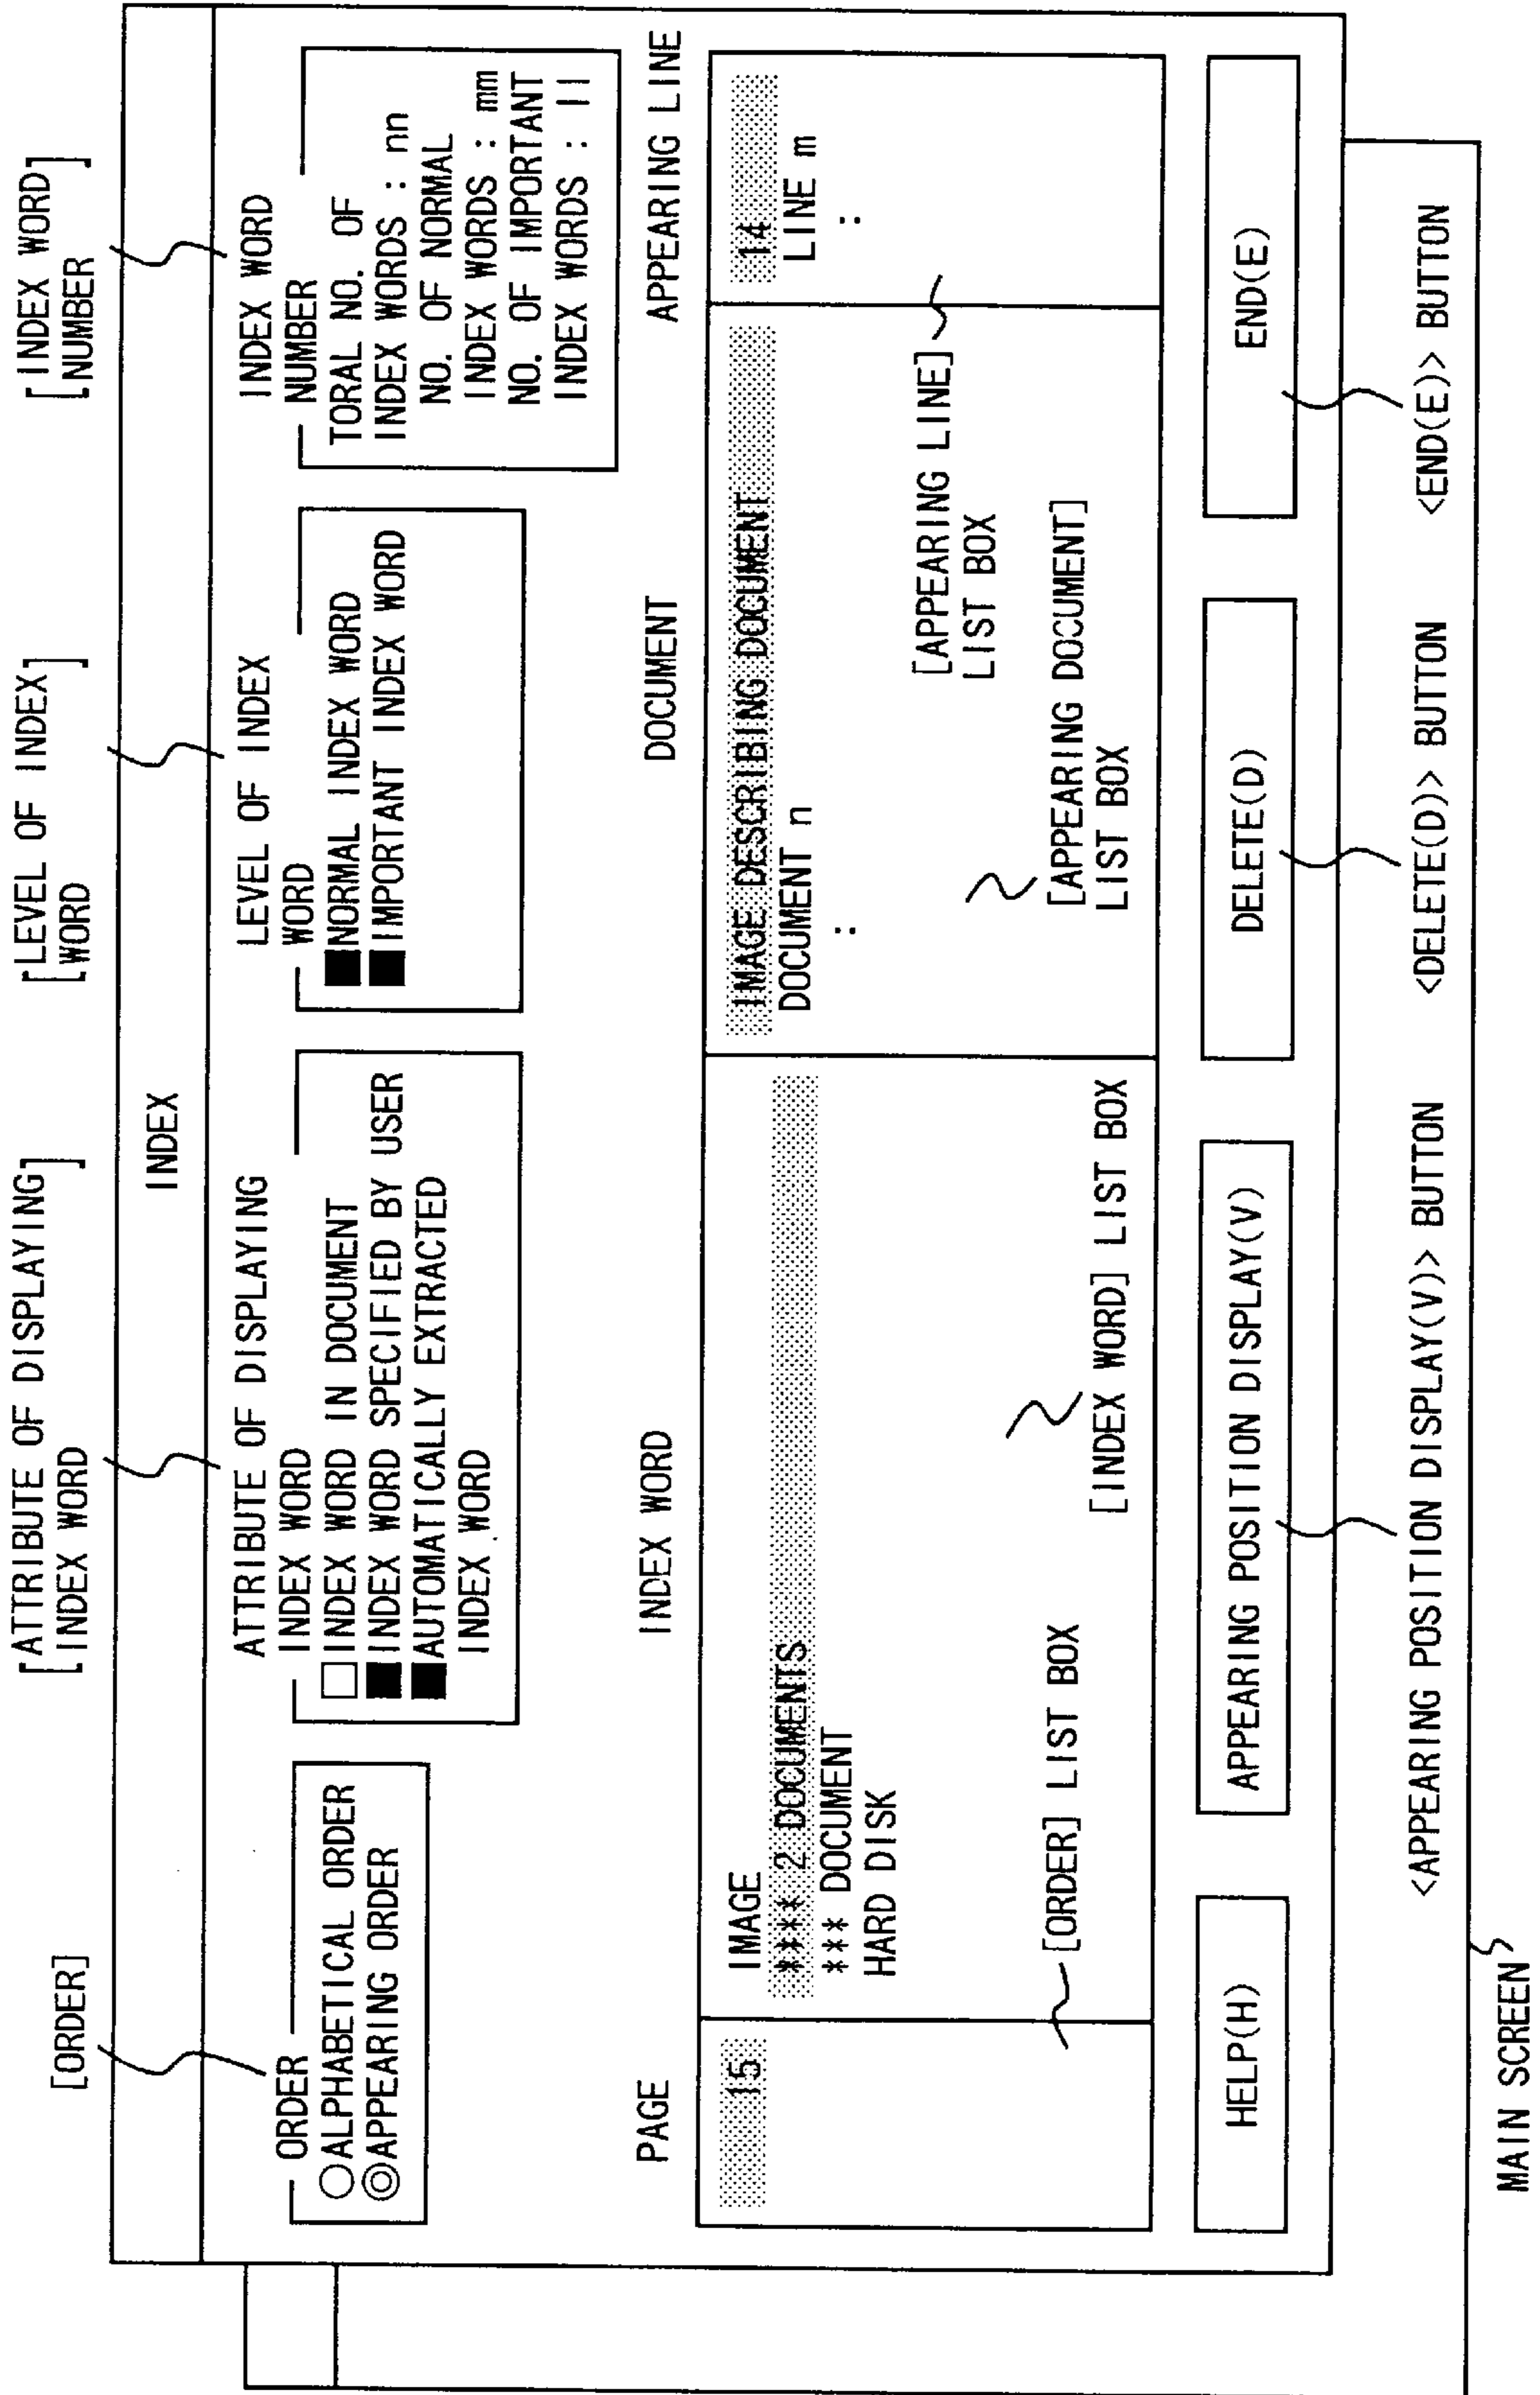 [ORDER]
[ATTRIBUTE OF DISPLAYING]
[INDEX WORD]
[LEVEL OF INDEX]
[WORD]
[INDEX WORD]
[NUMBER]
INDEX
ORDER
○ALPHABETICAL ORDER
◎APPEARING ORDER
ATTRIBUTE OF DISPLAYING
INDEX WORD
□INDEX WORD IN DOCUMENT
■INDEX WORD SPECIFIED BY USER
■AUTOMATICALLY EXTRACTED
INDEX WORD
LEVEL OF INDEX
WORD
■NORMAL INDEX WORD
■IMPORTANT INDEX WORD
INDEX WORD
NUMBER
TORAL NO. OF
INDEX WORDS : nn
NO. OF NORMAL
INDEX WORDS : mm
NO. OF IMPORTANT
INDEX WORDS : ll
PAGE
INDEX WORD
DOCUMENT
APPEARING LINE
15
IMAGE
**** 2 DOCUMENTS
*** DOCUMENT
HARD DISK
IMAGE DESCRIBING DOCUMENT
DOCUMENT n
:
14
LINE m
:
[ORDER] LIST BOX
[INDEX WORD] LIST BOX
[APPEARING LINE]
LIST BOX
[APPEARING DOCUMENT]
LIST BOX
HELP(H)
APPEARING POSITION DISPLAY(V)
DELETE(D)
END(E)
<APPEARING POSITION DISPLAY(V)> BUTTON
<DELETE(D)> BUTTON
<END(E)> BUTTON
MAIN SCREEN